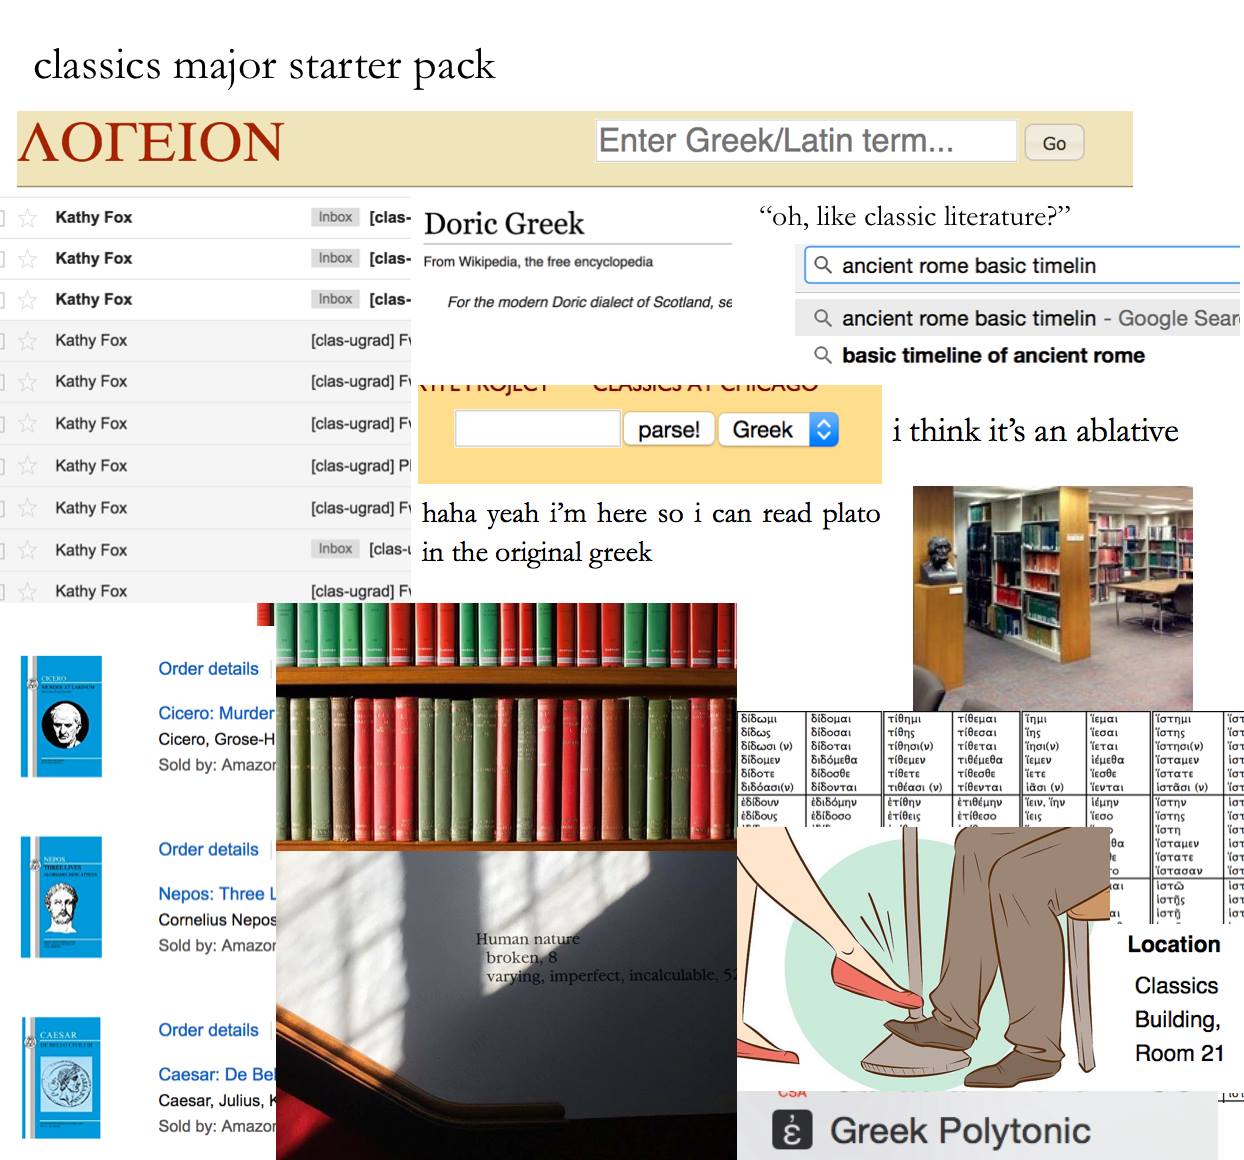 classics major starter pack
ΛΟΓΕΙΟΝ
Enter Greek/Latin term... Go
Kathy Fox Inbox [clas-
Kathy Fox Inbox [clas-
Kathy Fox Inbox [clas-
Kathy Fox [clas-ugrad] F
Kathy Fox [clas-ugrad] F
Kathy Fox [clas-ugrad] F
Kathy Fox [clas-ugrad] P
Kathy Fox [clas-ugrad] F
Kathy Fox Inbox [clas-
Kathy Fox [clas-ugrad] F
Doric Greek
From Wikipedia, the free encyclopedia
For the modern Doric dialect of Scotland, se
“oh, like classic literature?”
ancient rome basic timelin
ancient rome basic timelin - Google Sear
basic timeline of ancient rome
PROJECT CLASSICS AT CHICAGO
parse! Greek
i think it’s an ablative
haha yeah i’m here so i can read plato
in the original greek
CICERO
MURDER AT LARINUM
Order details
Cicero: Murder
Cicero, Grose-H
Sold by: Amazo
NEPOS
THREE LIVES
Order details
Nepos: Three L
Cornelius Nepos
Sold by: Amazo
CAESAR
DE BELLO CIVILI III
Order details
Caesar: De Bel
Caesar, Julius, K
Sold by: Amazo
Human nature
broken, 8
varying, imperfect, incalculable, 52
δίδωμι δίδομαι τίθημι τίθεμαι ἵημι ἵεμαι ἵστημι
δίδως δίδοσαι τίθης τίθεσαι ἵης ἵεσαι ἵστης
δίδωσι (ν) δίδοται τίθησι(ν) τίθεται ἵησι(ν) ἵεται ἵστησι(ν)
δίδομεν διδόμεθα τίθεμεν τιθέμεθα ἵεμεν ἱέμεθα ἵσταμεν
δίδοτε δίδοσθε τίθετε τίθεσθε ἵετε ἵεσθε ἵστατε
διδόασι(ν) δίδονται τιθέασι (ν) τίθενται ἱᾶσι (ν) ἵενται ἱστᾶσι (ν)
ἐδίδουν ἐδιδόμην ἐτίθην ἐτιθέμην ἵειν, ἵην ἱέμην ἵστην
ἐδίδους ἐδίδοσο ἐτίθεις ἐτίθεσο ἵεις ἵεσο ἵστης
ἵστη
ἵσταμεν
ἵστατε
ἵστασαν
ἱστῶ
ἱστῇς
ἱστῇ
Location
Classics
Building,
Room 21
CSA
έ Greek Polytonic